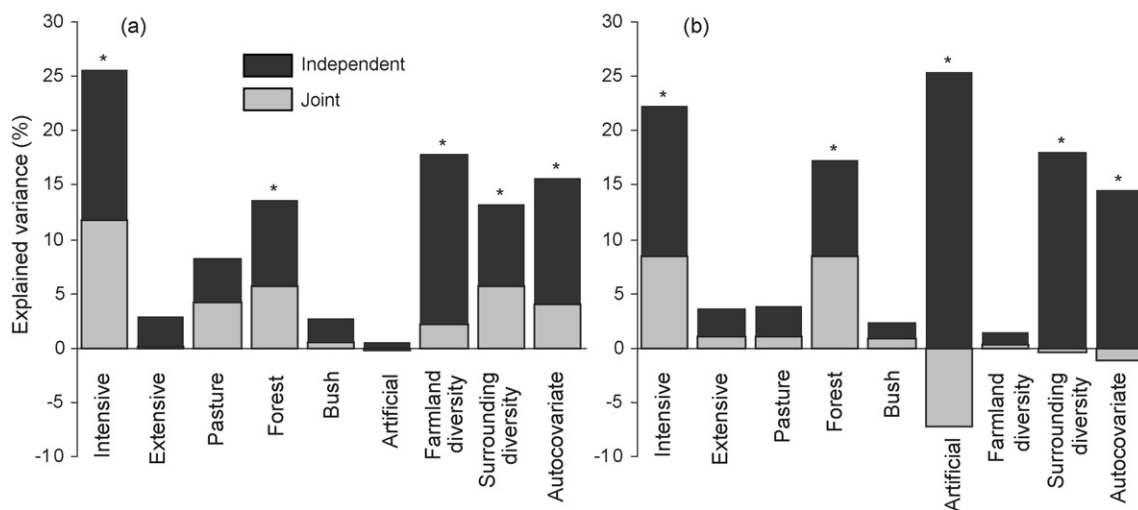 30
25
20
15
10
5
0
-5
-10
Explained variance (%)
(a)
Independent
Joint
*
*
*
*
*
Intensive
Extensive
Pasture
Forest
Bush
Artificial
Farmland
diversity
Surrounding
diversity
Autocovariate
30
25
20
15
10
5
0
-5
-10
(b)
*
*
*
*
*
Intensive
Extensive
Pasture
Forest
Bush
Artificial
Farmland
diversity
Surrounding
diversity
Autocovariate